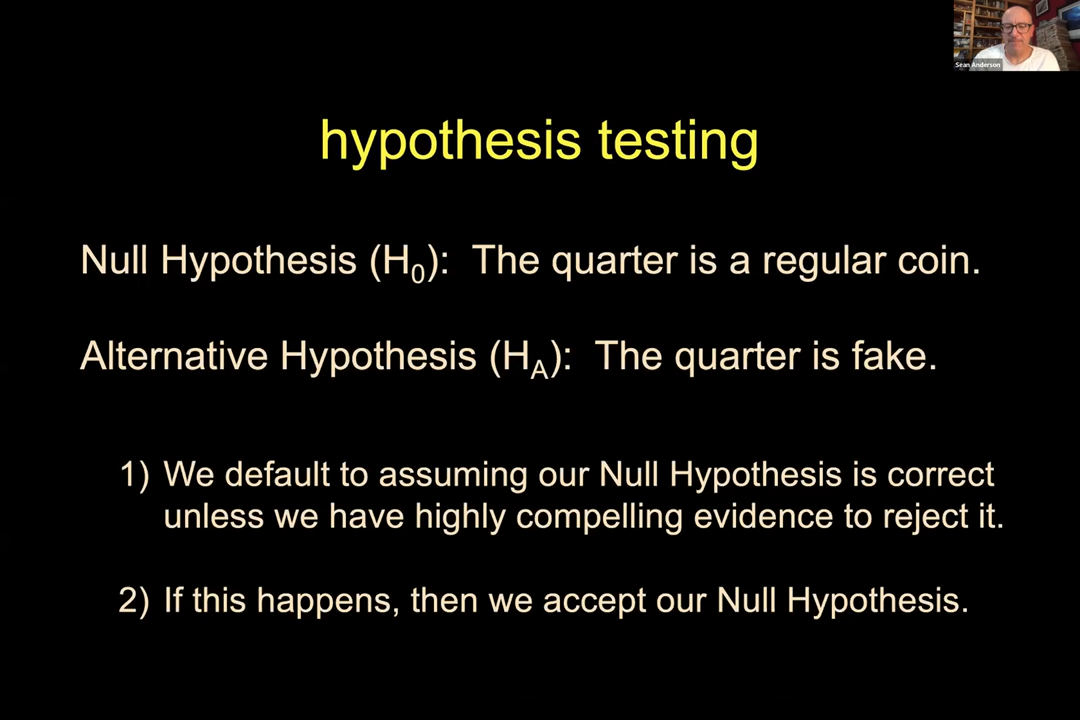 Sean Anderson
hypothesis testing
Null Hypothesis (H₀): The quarter is a regular coin.
Alternative Hypothesis (Hᴀ): The quarter is fake.
1) We default to assuming our Null Hypothesis is correct
unless we have highly compelling evidence to reject it.
2) If this happens, then we accept our Null Hypothesis.